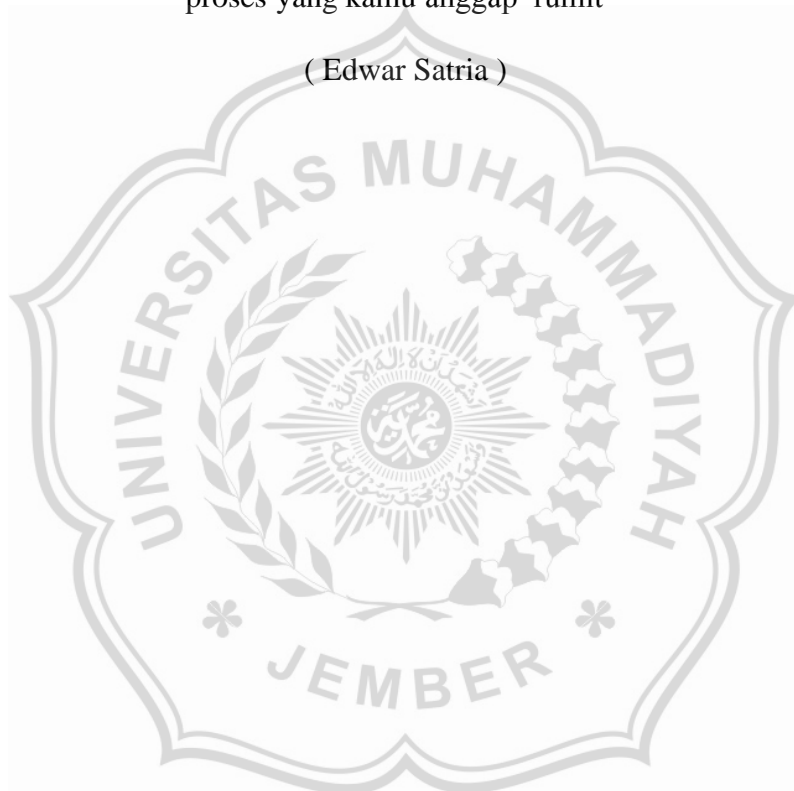 proses yang kamu anggap rumit
( Edwar Satria )
UNIVERSITAS MUHAMMADIYAH
JEMBER